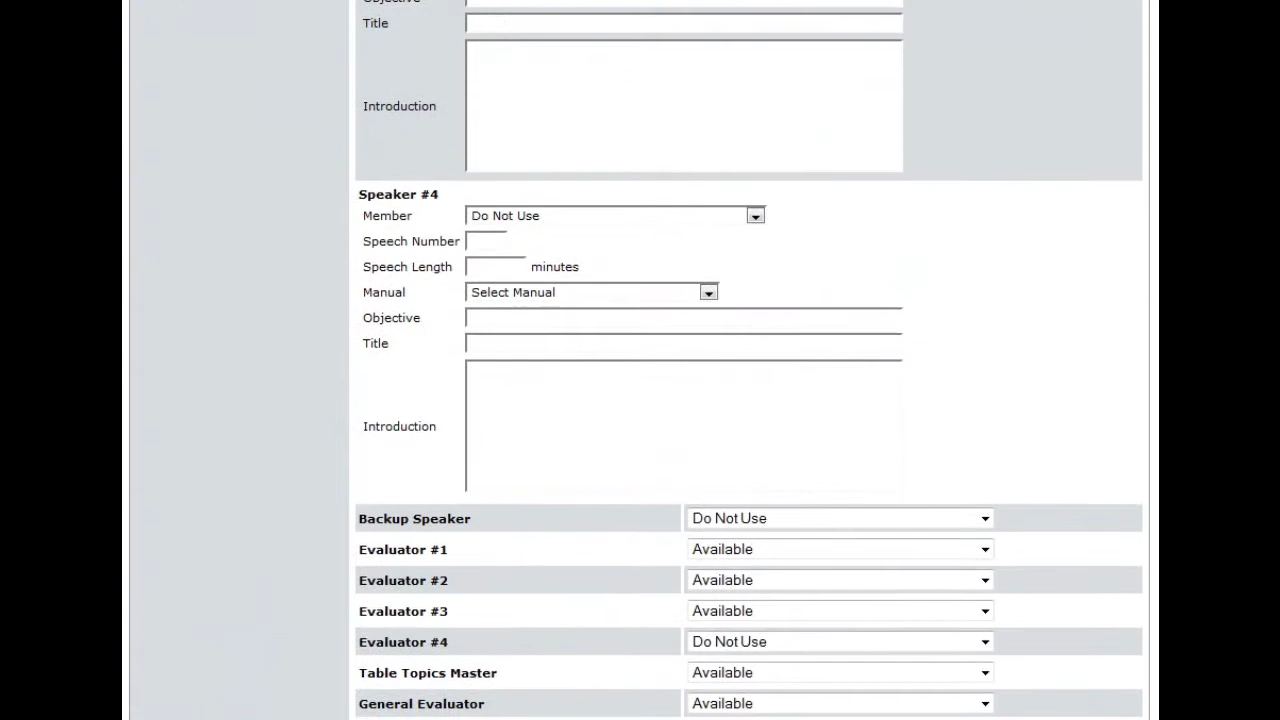 Objective
Title
Introduction
Speaker #4
Member Do Not Use
Speech Number
Speech Length minutes
Manual Select Manual
Objective
Title
Introduction
Backup Speaker Do Not Use
Evaluator #1 Available
Evaluator #2 Available
Evaluator #3 Available
Evaluator #4 Do Not Use
Table Topics Master Available
General Evaluator Available